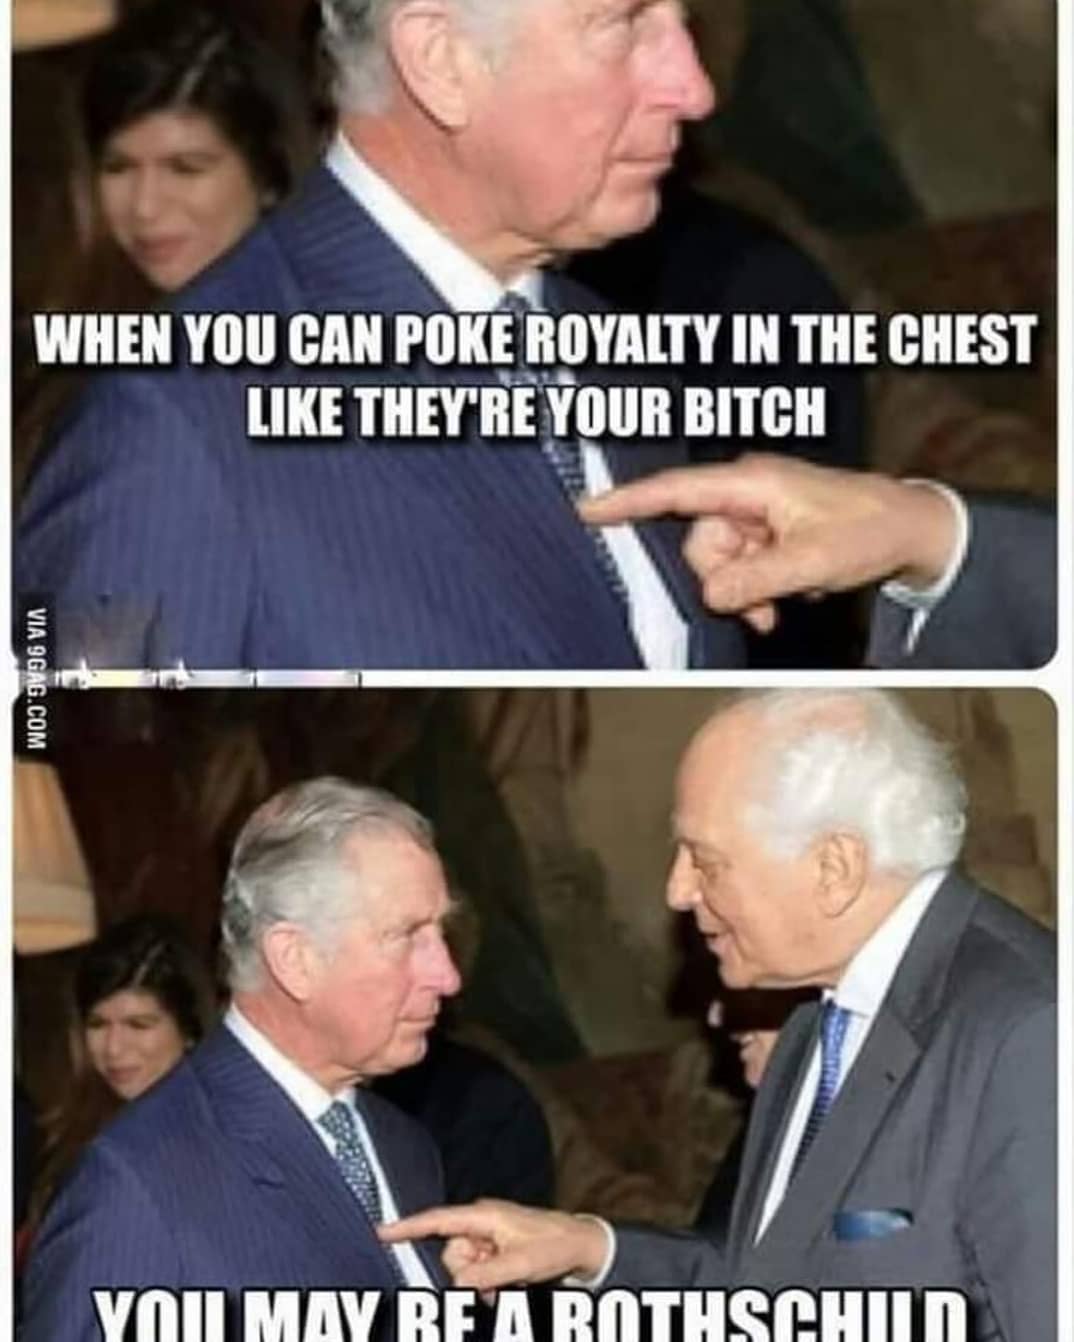 WHEN YOU CAN POKE ROYALTY IN THE CHEST
LIKE THEY'RE YOUR BITCH
VIA 9GAG.COM
YOU MAY BE A ROTHSCHILD